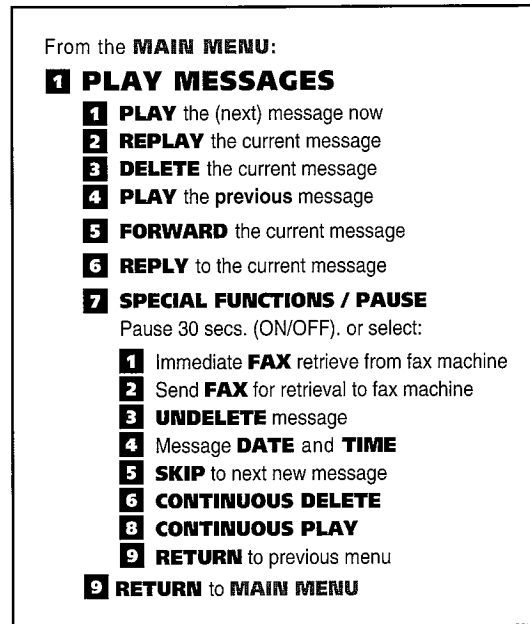 From the MAIN MENU:
1 PLAY MESSAGES
1 PLAY the (next) message now
2 REPLAY the current message
3 DELETE the current message
4 PLAY the previous message
5 FORWARD the current message
6 REPLY to the current message
7 SPECIAL FUNCTIONS / PAUSE
Pause 30 secs. (ON/OFF). or select:
1 Immediate FAX retrieve from fax machine
2 Send FAX for retrieval to fax machine
3 UNDELETE message
4 Message DATE and TIME
5 SKIP to next new message
6 CONTINUOUS DELETE
8 CONTINUOUS PLAY
9 RETURN to previous menu
9 RETURN to MAIN MENU